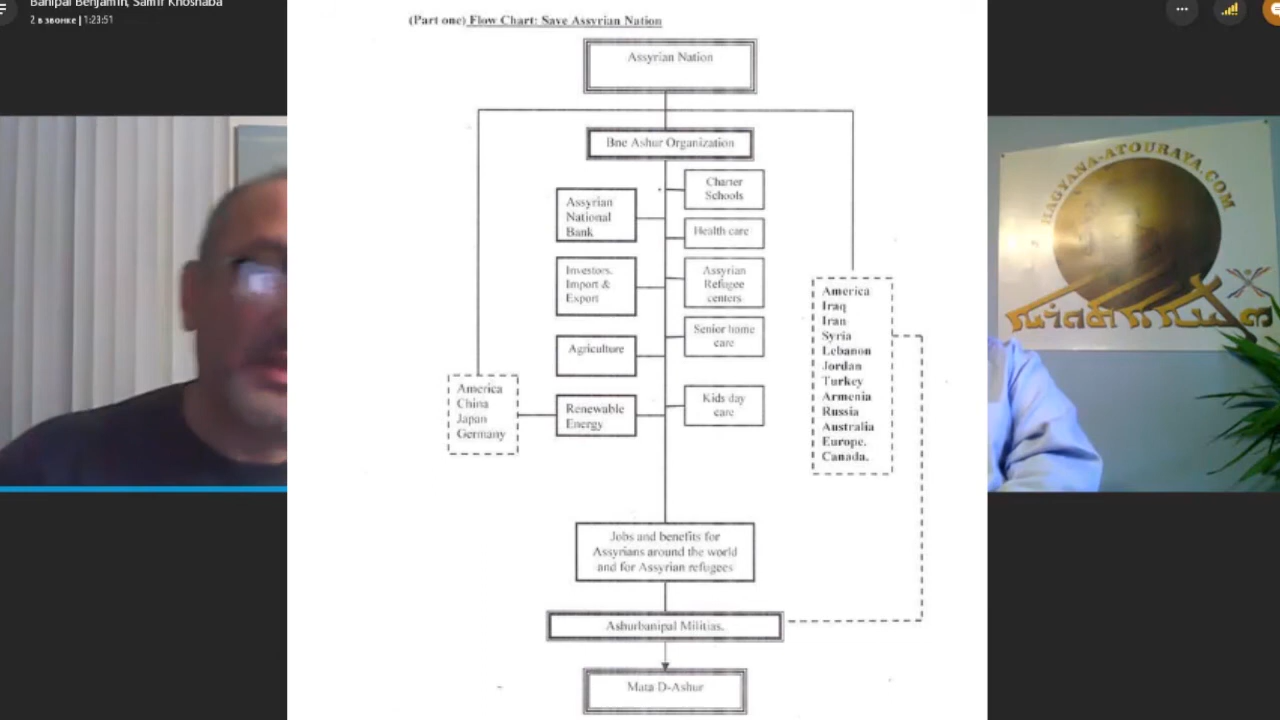 Banipal Benjamin, Samir Khoshaba
2 в звонке | 1:23:51
(Part one) Flow Chart: Save Assyrian Nation
Assyrian Nation
Bne Ashur Organization
Assyrian
National
Bank
Charter
Schools
Health care
Investors.
Import &
Export
Assyrian
Refugee
centers
Agriculture
Senior home
care
Renewable
Energy
Kids day
care
America
China
Japan
Germany
America
Iraq
Iran
Syria
Lebanon
Jordan
Turkey
Armenia
Russia
Australia
Europe.
Canada.
Jobs and benefits for
Assyrians around the world
and for Assyrian refugees
Ashurbanipal Militias.
Mata D-Ashur
HAGYANA-ATOURAYA.COM